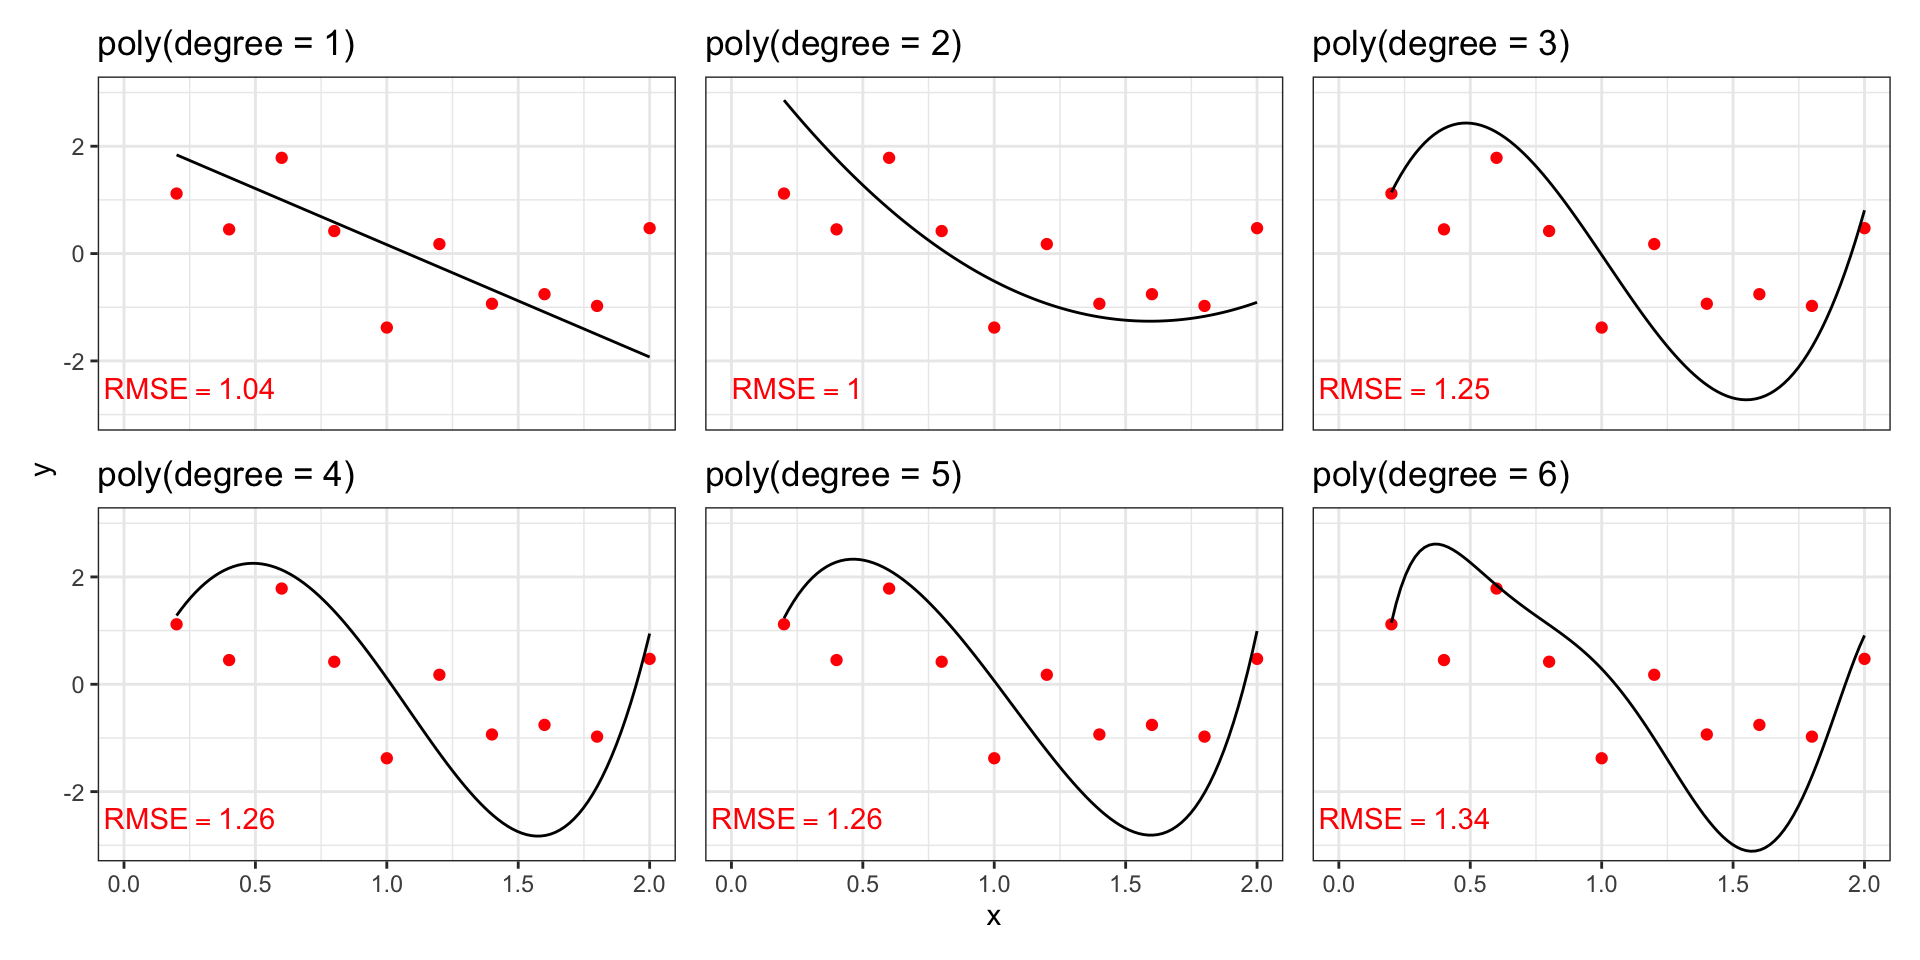 poly(degree = 1)
poly(degree = 2)
poly(degree = 3)
2
0
-2
RMSE = 1.04
RMSE = 1
RMSE = 1.25
y
poly(degree = 4)
poly(degree = 5)
poly(degree = 6)
2
0
-2
RMSE = 1.26
RMSE = 1.26
RMSE = 1.34
0.0 0.5 1.0 1.5 2.0
0.0 0.5 1.0 1.5 2.0
0.0 0.5 1.0 1.5 2.0
x